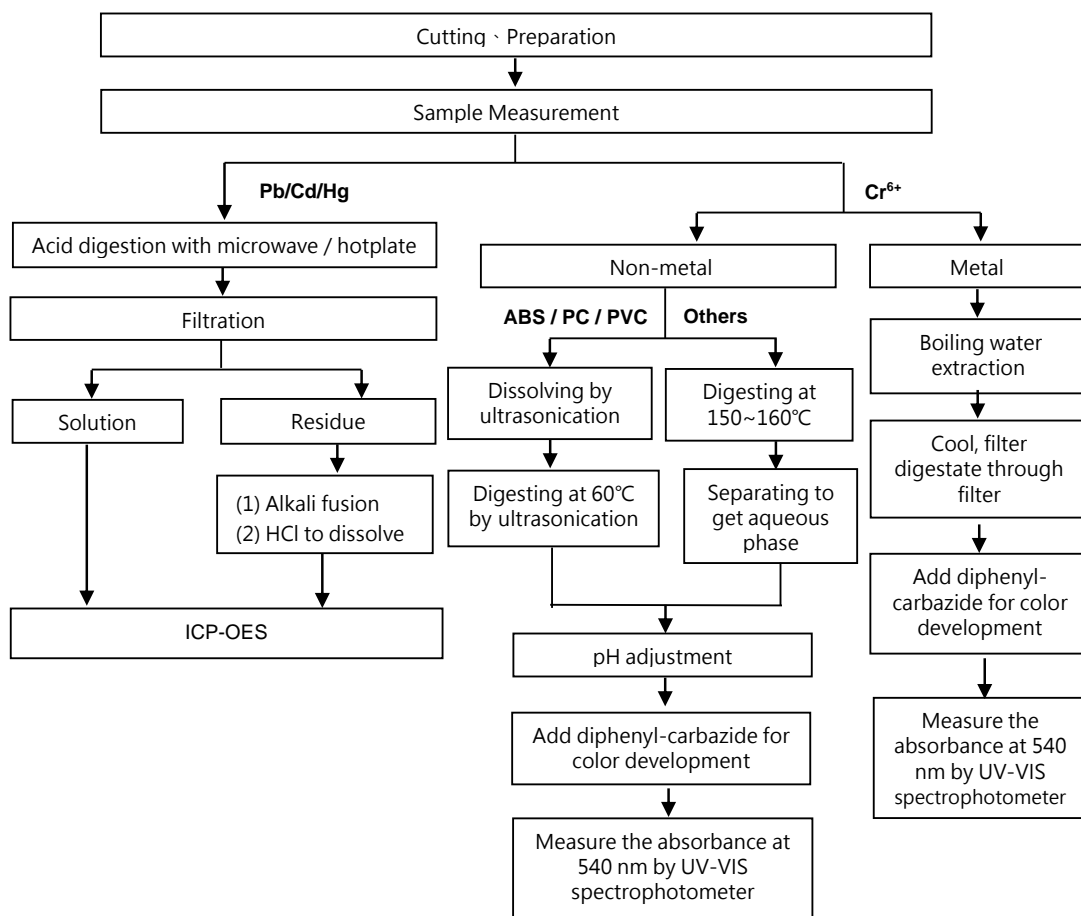 Cutting、Preparation
Sample Measurement
Pb/Cd/Hg
Cr6+
Acid digestion with microwave / hotplate
Non-metal
Metal
Filtration
ABS / PC / PVC
Others
Boiling water
extraction
Solution
Residue
Dissolving by
ultrasonication
Digesting at
150~160℃
Cool, filter
digestate through
filter
(1) Alkali fusion
(2) HCl to dissolve
Digesting at 60℃
by ultrasonication
Separating to
get aqueous
phase
Add diphenyl-
carbazide for color
development
ICP-OES
pH adjustment
Add diphenyl-carbazide for
color development
Measure the
absorbance at 540
nm by UV-VIS
spectrophotometer
Measure the absorbance at
540 nm by UV-VIS
spectrophotometer